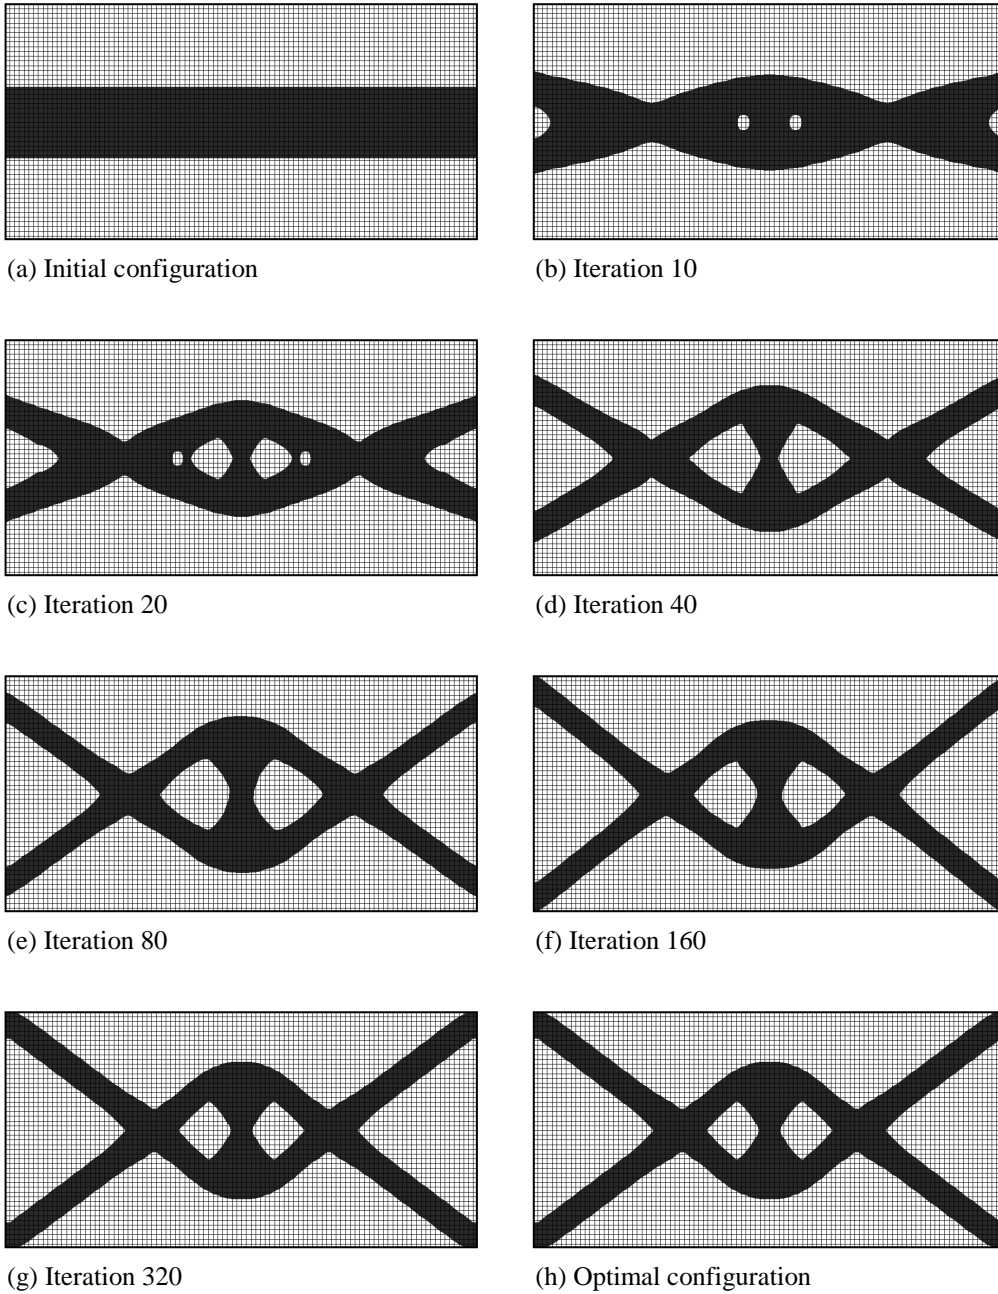 (a) Initial configuration
(b) Iteration 10
(c) Iteration 20
(d) Iteration 40
(e) Iteration 80
(f) Iteration 160
(g) Iteration 320
(h) Optimal configuration